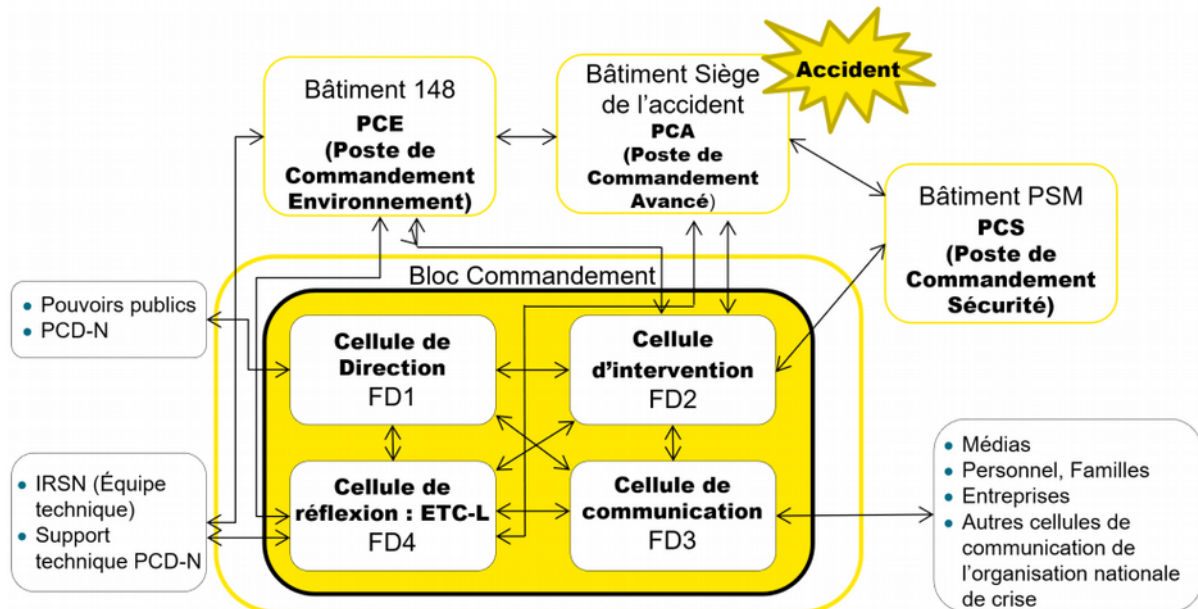 Bâtiment 148
PCE
(Poste de
Commandement
Environnement)
Bâtiment Siège
de l'accident
PCA
(Poste de
Commandement
Avancé)
Accident
Bâtiment PSM
PCS
(Poste de
Commandement
Sécurité)
Bloc Commandement
Pouvoirs publics
PCD-N
Cellule de
Direction
FD1
Cellule
d'intervention
FD2
IRSN (Équipe
technique)
Support
technique PCD-N
Cellule de
réflexion : ETC-L
FD4
Cellule de
communication
FD3
Médias
Personnel, Familles
Entreprises
Autres cellules de
communication de
l'organisation nationale
de crise